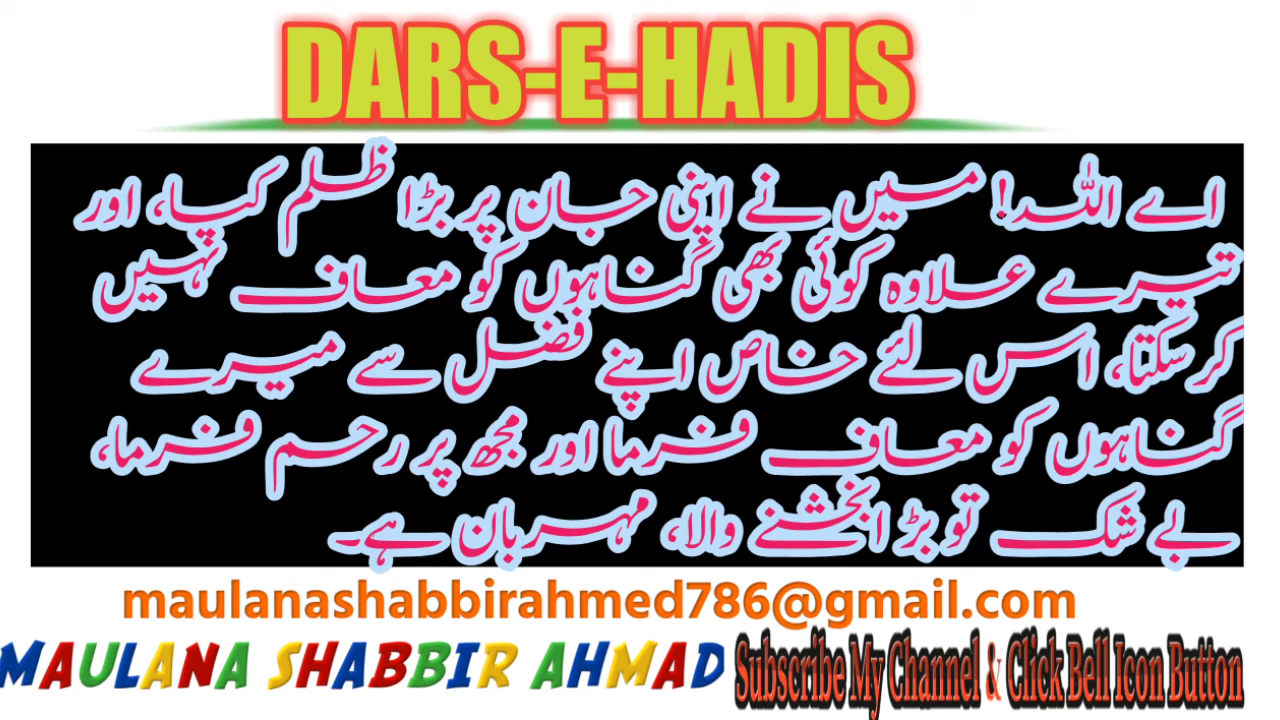 DARS-E-HADIS
اے اللہ! میں نے اپنی جان پر بڑا ظلم کیا، اور
تیرے علاوہ کوئی بھی گناہوں کو معاف نہیں
کرسکتا، اس لئے خاص اپنے فضل سے میرے
گناہوں کو معاف فرما اور مجھ پر رحم فرما،
بے شک تو بڑ ابخشنے والا، مہربان ہے۔
maulanashabbirahmed786@gmail.com
MAULANA SHABBIR AHMAD Subscribe My Channel & Click Bell Icon Button